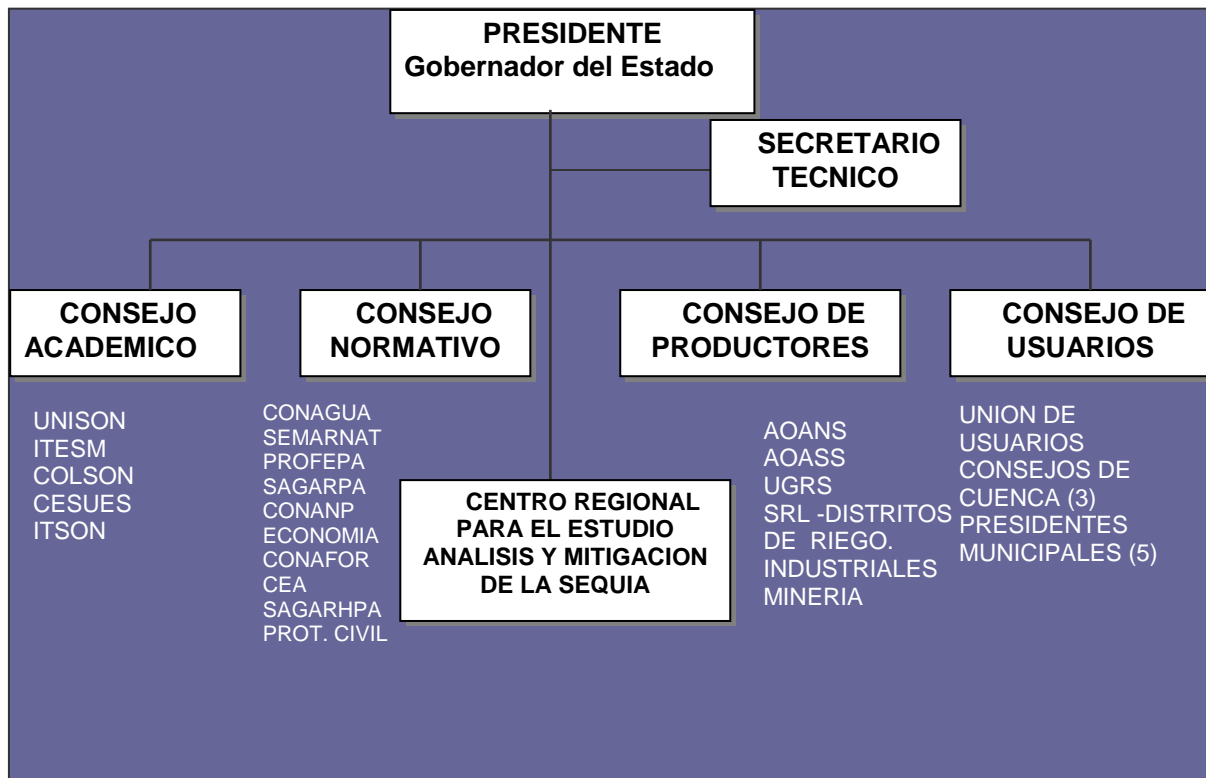 PRESIDENTE
Gobernador del Estado
SECRETARIO
TECNICO
CONSEJO
ACADEMICO
CONSEJO
NORMATIVO
CONSEJO DE
PRODUCTORES
CONSEJO DE
USUARIOS
UNISON
ITESM
COLSON
CESUES
ITSON
CONAGUA
SEMARNAT
PROFEPA
SAGARPA
CONANP
ECONOMIA
CONAFOR
CEA
SAGARHPA
PROT. CIVIL
CENTRO REGIONAL
PARA EL ESTUDIO
ANALISIS Y MITIGACION
DE LA SEQUIA
AOANS
AOASS
UGRS
SRL -DISTRITOS
DE RIEGO.
INDUSTRIALES
MINERIA
UNION DE
USUARIOS
CONSEJOS DE
CUENCA (3)
PRESIDENTES
MUNICIPALES (5)